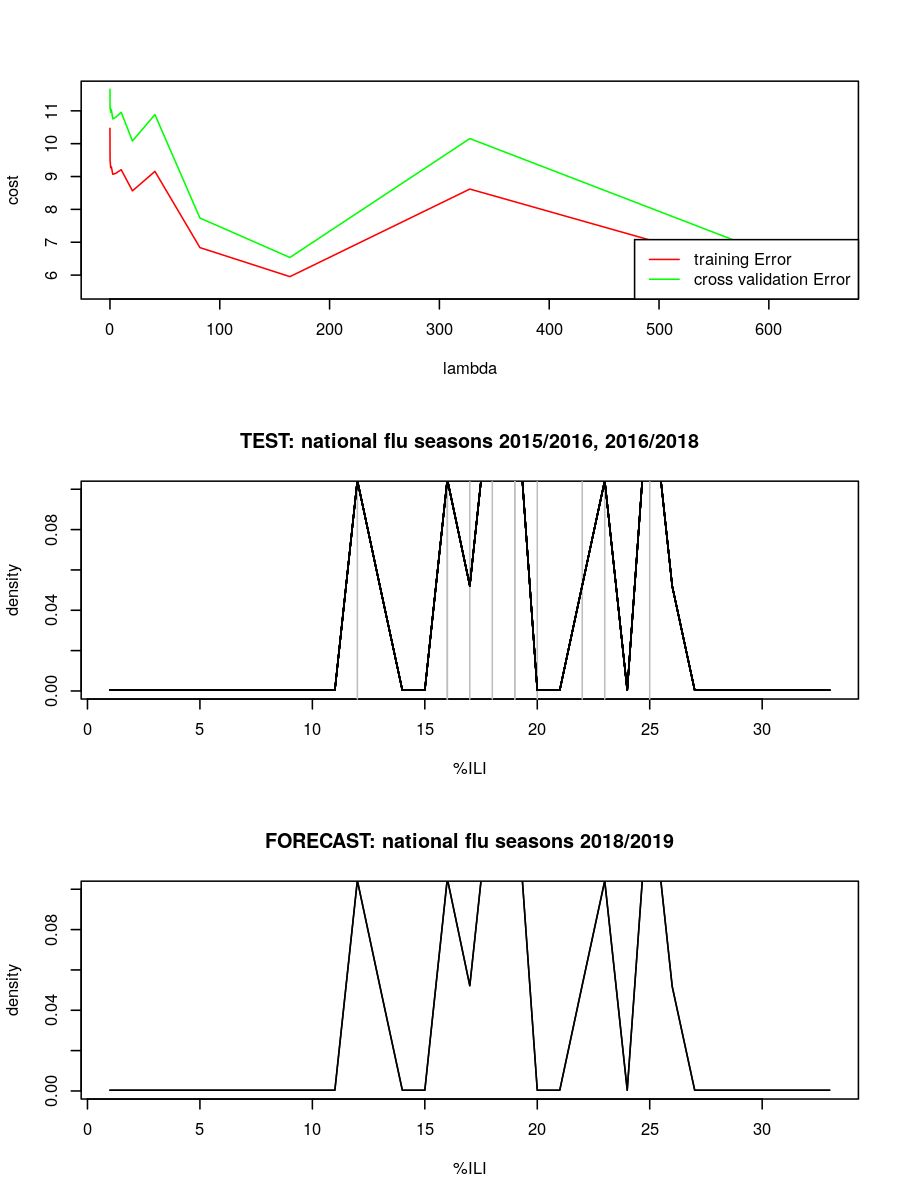 cost
11
10
9
8
7
6
training Error
cross validation Error
0 100 200 300 400 500 600
lambda
TEST: national flu seasons 2015/2016, 2016/2018
density
0.08
0.04
0.00
0 5 10 15 20 25 30
%ILI
FORECAST: national flu seasons 2018/2019
density
0.08
0.04
0.00
0 5 10 15 20 25 30
%ILI